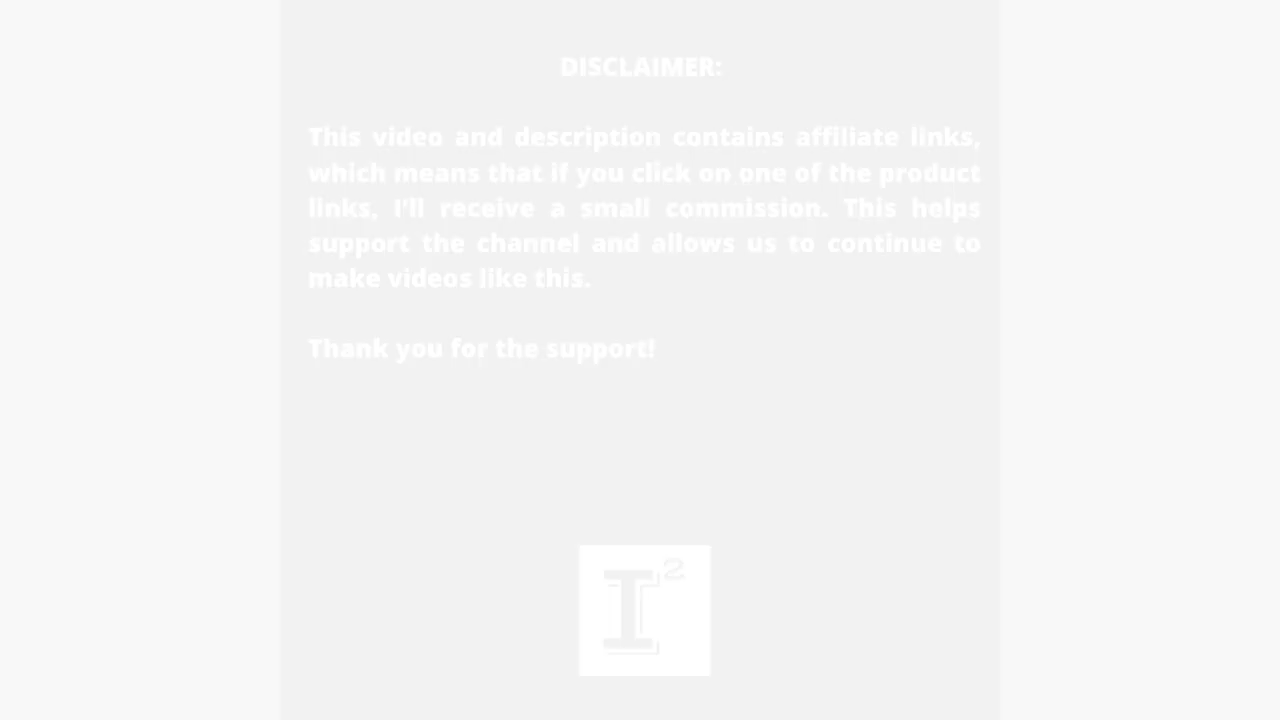 DISCLAIMER:
This video and description contains affiliate links,
which means that if you click on one of the product
links, I'll receive a small commission. This helps
support the channel and allows us to continue to
make videos like this.
Thank you for the support!
I²